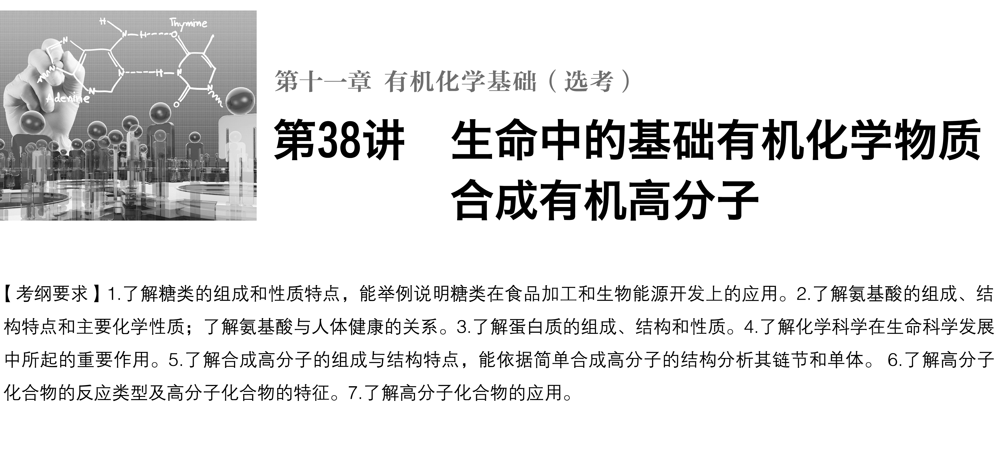 H
Thymine
N H O
N
N H N
N
N N
O
Adenine
第十一章 有机化学基础（选考）
第38讲 生命中的基础有机化学物质
合成有机高分子
【考纲要求】1.了解糖类的组成和性质特点，能举例说明糖类在食品加工和生物能源开发上的应用。2.了解氨基酸的组成、结
构特点和主要化学性质；了解氨基酸与人体健康的关系。3.了解蛋白质的组成、结构和性质。4.了解化学科学在生命科学发展
中所起的重要作用。5.了解合成高分子的组成与结构特点，能依据简单合成高分子的结构分析其链节和单体。 6.了解高分子
化合物的反应类型及高分子化合物的特征。7.了解高分子化合物的应用。